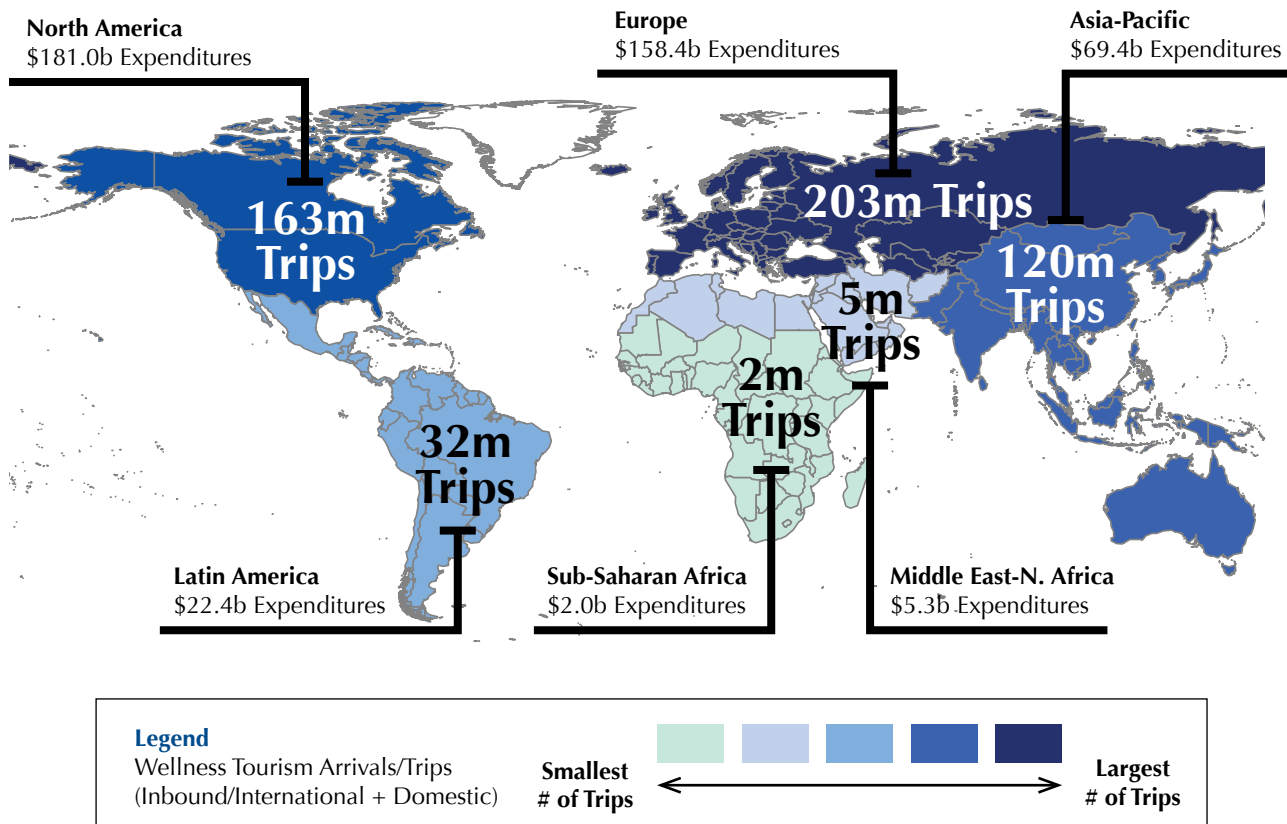 North America
$181.0b Expenditures
Europe
$158.4b Expenditures
Asia-Pacific
$69.4b Expenditures
163m
Trips
203m Trips
120m
Trips
5m
Trips
2m
Trips
32m
Trips
Latin America
$22.4b Expenditures
Sub-Saharan Africa
$2.0b Expenditures
Middle East-N. Africa
$5.3b Expenditures
Legend
Wellness Tourism Arrivals/Trips
(Inbound/International + Domestic)
Smallest
# of Trips
Largest
# of Trips